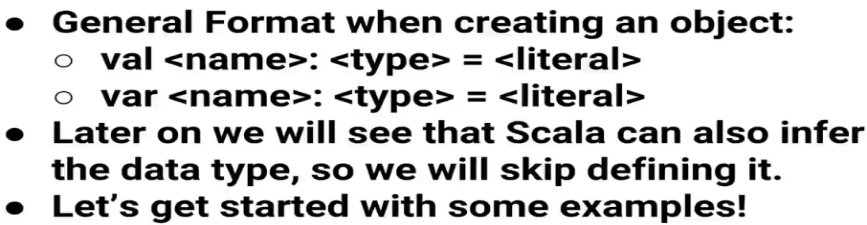 ● General Format when creating an object:
○ val <name>: <type> = <literal>
○ var <name>: <type> = <literal>
● Later on we will see that Scala can also infer
the data type, so we will skip defining it.
● Let’s get started with some examples!